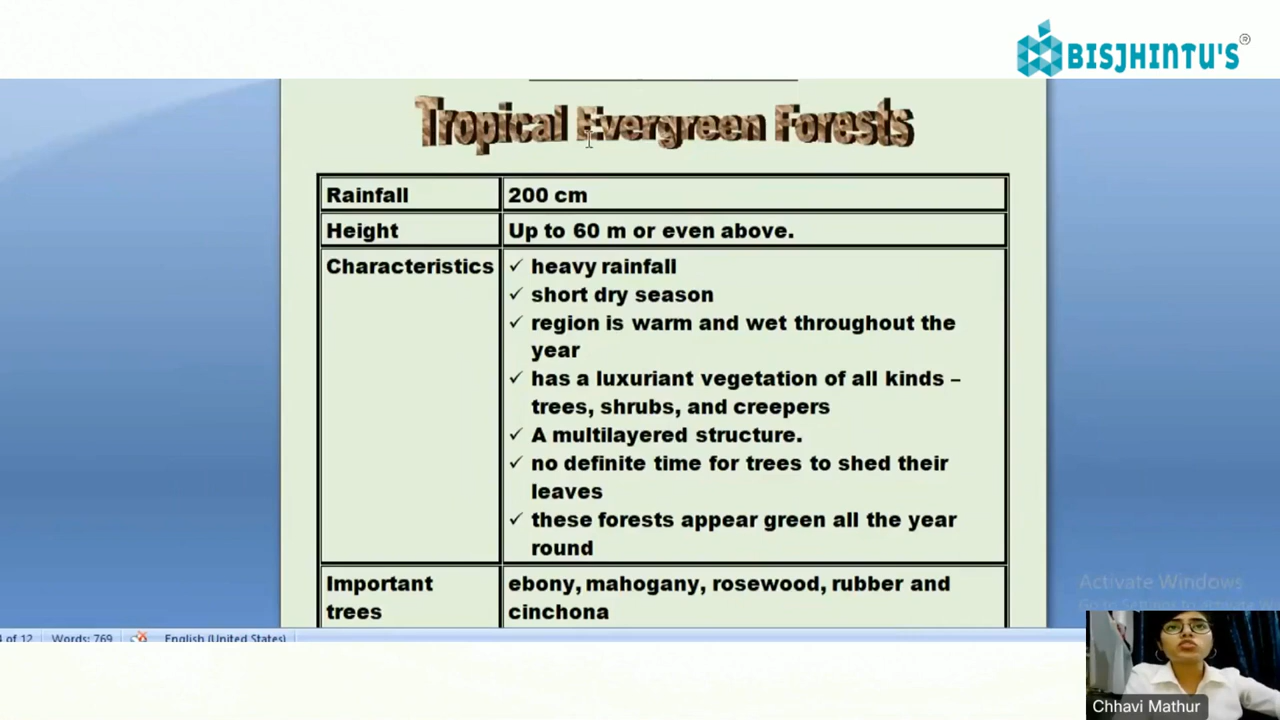 BISJHINTU'S ®
Tropical Evergreen Forests
Rainfall 200 cm
Height Up to 60 m or even above.
Characteristics ✓ heavy rainfall
✓ short dry season
✓ region is warm and wet throughout the
year
✓ has a luxuriant vegetation of all kinds –
trees, shrubs, and creepers
✓ A multilayered structure.
✓ no definite time for trees to shed their
leaves
✓ these forests appear green all the year
round
Important ebony, mahogany, rosewood, rubber and
trees cinchona
Activate Windows
of 12 Words: 769 English (United States)
Chhavi Mathur